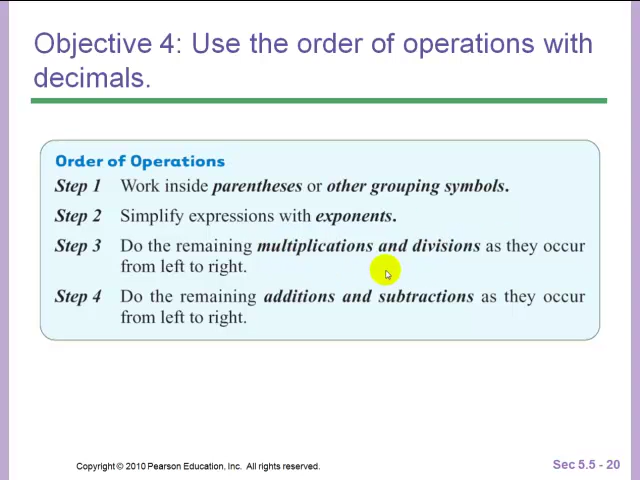 Objective 4: Use the order of operations with
decimals.
Order of Operations
Step 1 Work inside parentheses or other grouping symbols.
Step 2 Simplify expressions with exponents.
Step 3 Do the remaining multiplications and divisions as they occur
from left to right.
Step 4 Do the remaining additions and subtractions as they occur
from left to right.
Copyright © 2010 Pearson Education, Inc. All rights reserved.
Sec 5.5 - 20